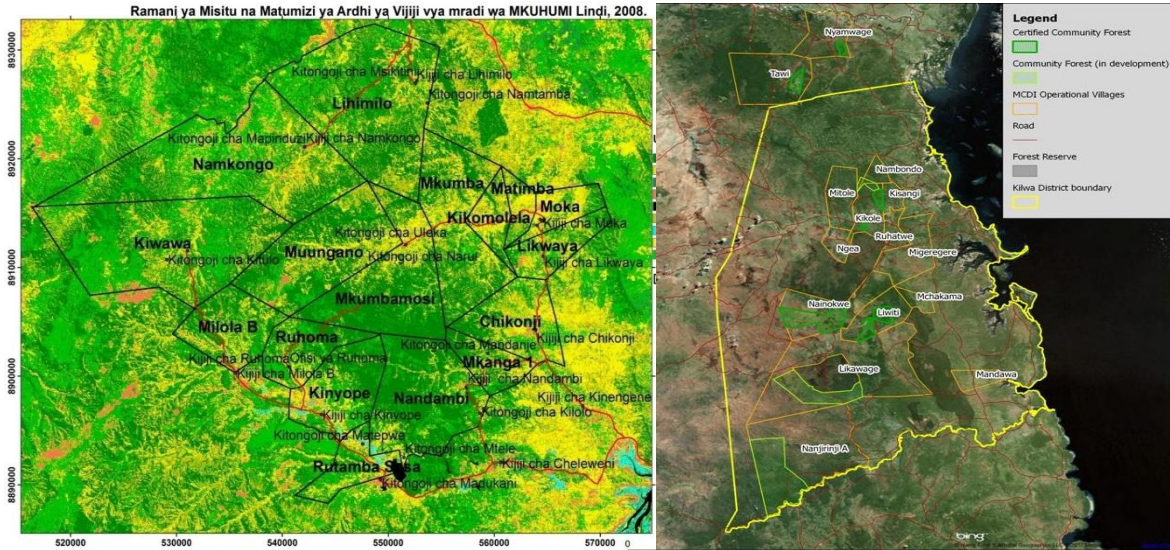 Ramani ya Misitu na Matumizi ya Ardhi ya Vijiji vya mradi wa MKUHUMI Lindi, 2008.
8930000
8920000
8910000
8900000
8890000
Kitongoji cha Msikitini
Kijiji cha Lihimilo
Lihimilo
Kitongoji cha Namtamba
Kitongoji cha Mapinduzi
Kijiji cha Namkongo
Namkongo
Mkumba
Matimba
Moka
Kikomolela
Kijiji cha Moka
Kitongoji cha Uleka
Kiwawa
Muungano
Likwaya
Kitongoji cha Kitulo
Kitongoji cha Narui
Kijiji cha Likwaya
Mkumbamosi
Milola B
Ruhoma
Chikonji
Kitongoji cha Mandanje
Kijiji cha Chikonji
Kijiji cha Ruhoma
Ofisi ya Ruhoma
Mkanga 1
Kijiji cha Milola B
Kijiji cha Nandambi
Kinyope
Nandambi
Kijiji cha Kinengene
Kijiji cha Kinyope
Kitongoji cha Kilolo
Kitongoji cha Matepwe
Kitongoji cha Mtele
Rutamba Sasa
Kijiji cha Cheleweni
Kitongoji cha Madukani
520000
530000
540000
550000
560000
570000
0
Legend
Certified Community Forest
Community Forest (in development)
MCDI Operational Villages
Road
Forest Reserve
Kilwa District boundary
Nyamwage
Tawi
Nambondo
Mitole
Kisangi
Kikole
Ruhatwe
Ngea
Migeregere
Mchakama
Nainokwe
Liwiti
Likawage
Mandawa
Nanjirinji A
bing